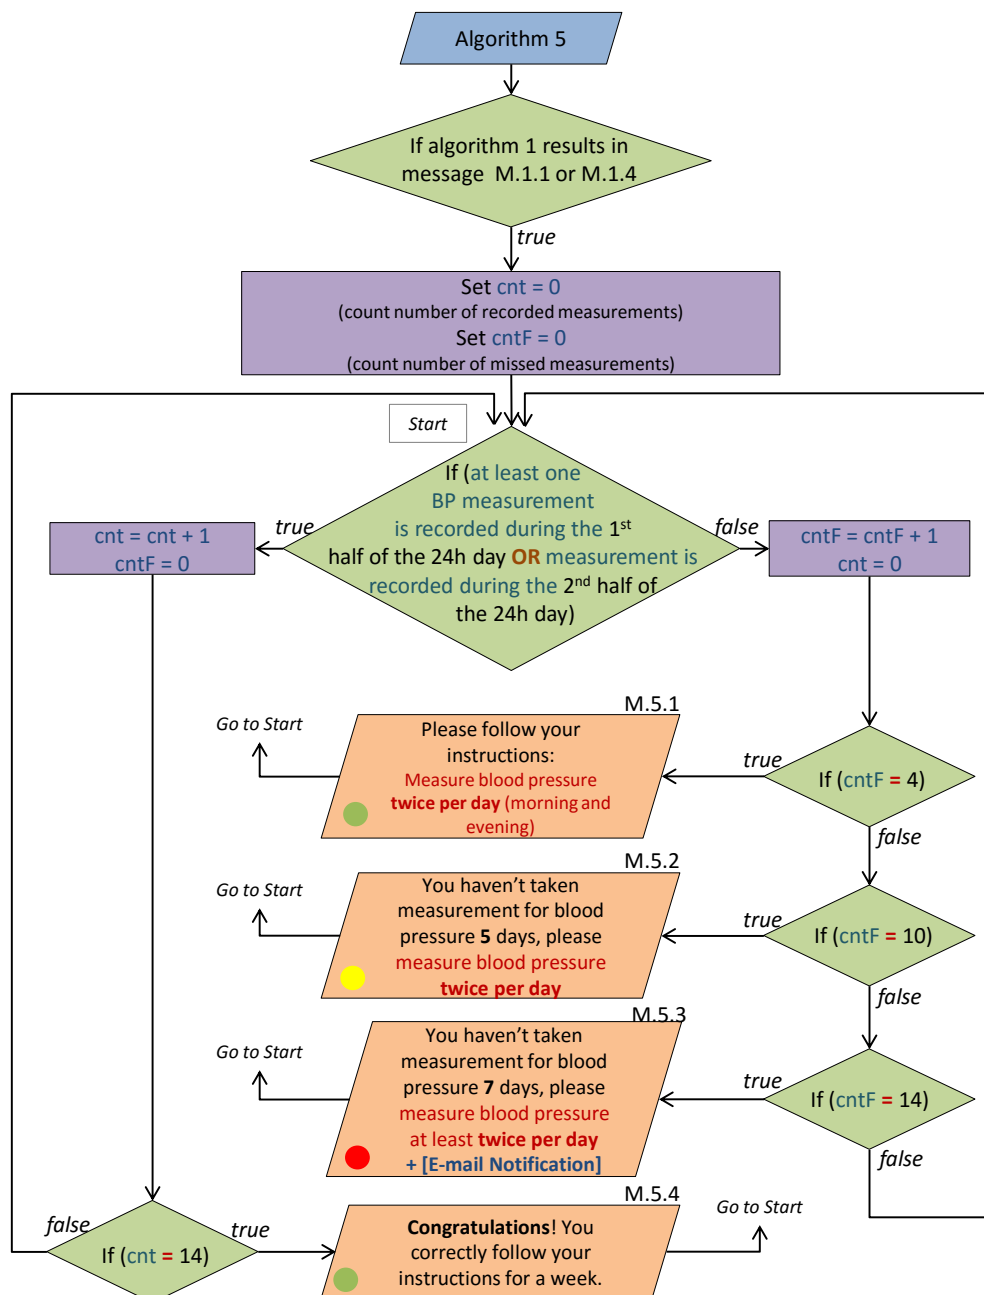 Algorithm 5
If algorithm 1 results in
message M.1.1 or M.1.4
true
Set cnt = 0
(count number of recorded measurements)
Set cntF = 0
(count number of missed measurements)
Start
If (at least one
BP measurement
is recorded during the 1st
half of the 24h day OR measurement is
recorded during the 2nd half of
the 24h day)
true
false
cnt = cnt + 1
cntF = 0
cntF = cntF + 1
cnt = 0
M.5.1
Go to Start
Please follow your
instructions:
Measure blood pressure
twice per day (morning and
evening)
true
If (cntF = 4)
false
M.5.2
Go to Start
You haven’t taken
measurement for blood
pressure 5 days, please
measure blood pressure
twice per day
true
If (cntF = 10)
false
M.5.3
Go to Start
You haven’t taken
measurement for blood
pressure 7 days, please
measure blood pressure
at least twice per day
+ [E-mail Notification]
true
If (cntF = 14)
false
M.5.4
false
true
If (cnt = 14)
Congratulations! You
correctly follow your
instructions for a week.
Go to Start